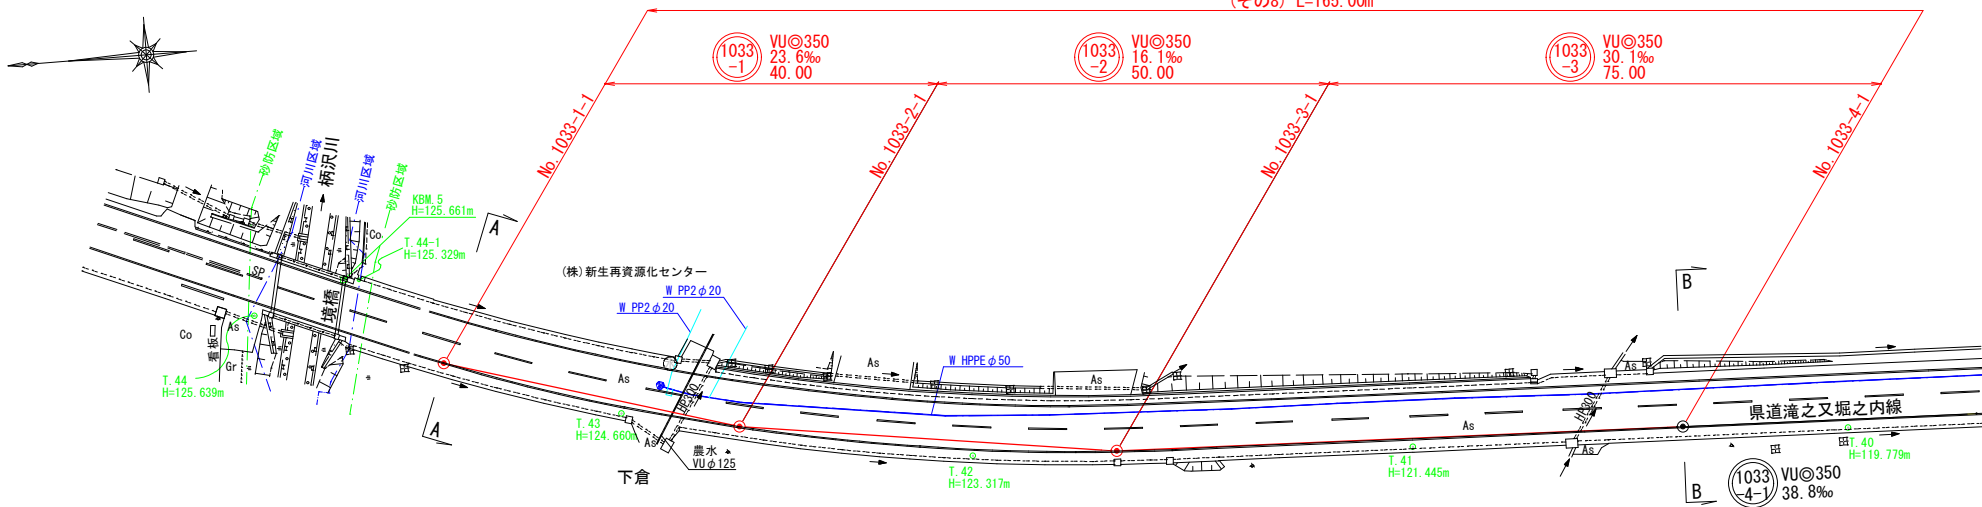 (その8) L=165.00m
1033
-1
VU◎350
23.6‰
40.00
1033
-2
VU◎350
16.1‰
50.00
1033
-3
VU◎350
30.1‰
75.00
No.1033-1-1
No.1033-2-1
No.1033-3-1
No.1033-4-1
砂防区域
河川区域
柄沢川
河川区域
砂防区域
KBM.5
H=125.661m
Co
T.44-1
H=125.329m
A
(株)新生再資源化センター
W PP2φ20
W PP2φ20
SP
境橋
B
Co
看板
As
Gr
T.44
H=125.639m
As
HP300
As
As
W HPPEφ50
As
As
HP300
県道滝之又堀之内線
A
T.43
H=124.660m
As
農水
VUφ125
下倉
T.42
H=123.317m
T.41
H=121.445m
As
T.40
H=119.779m
B
1033
-4-1
VU◎350
38.8‰